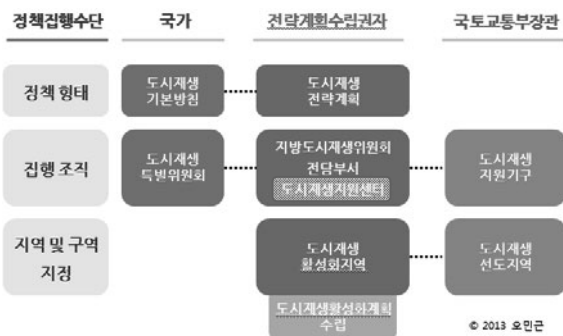 정책집행수단 국가 전략계획수립권자 국토교통부장관
정책 형태
도시재생
기본방침
도시재생
전략계획
집행 조직
도시재생
특별위원회
지방도시재생위원회
전담부서
도시재생지원센터
도시재생
지원기구
지역 및 구역
지정
도시재생
활성화지역
도시재생
선도지역
도시재생활성화계획
수립
© 2013 오민근